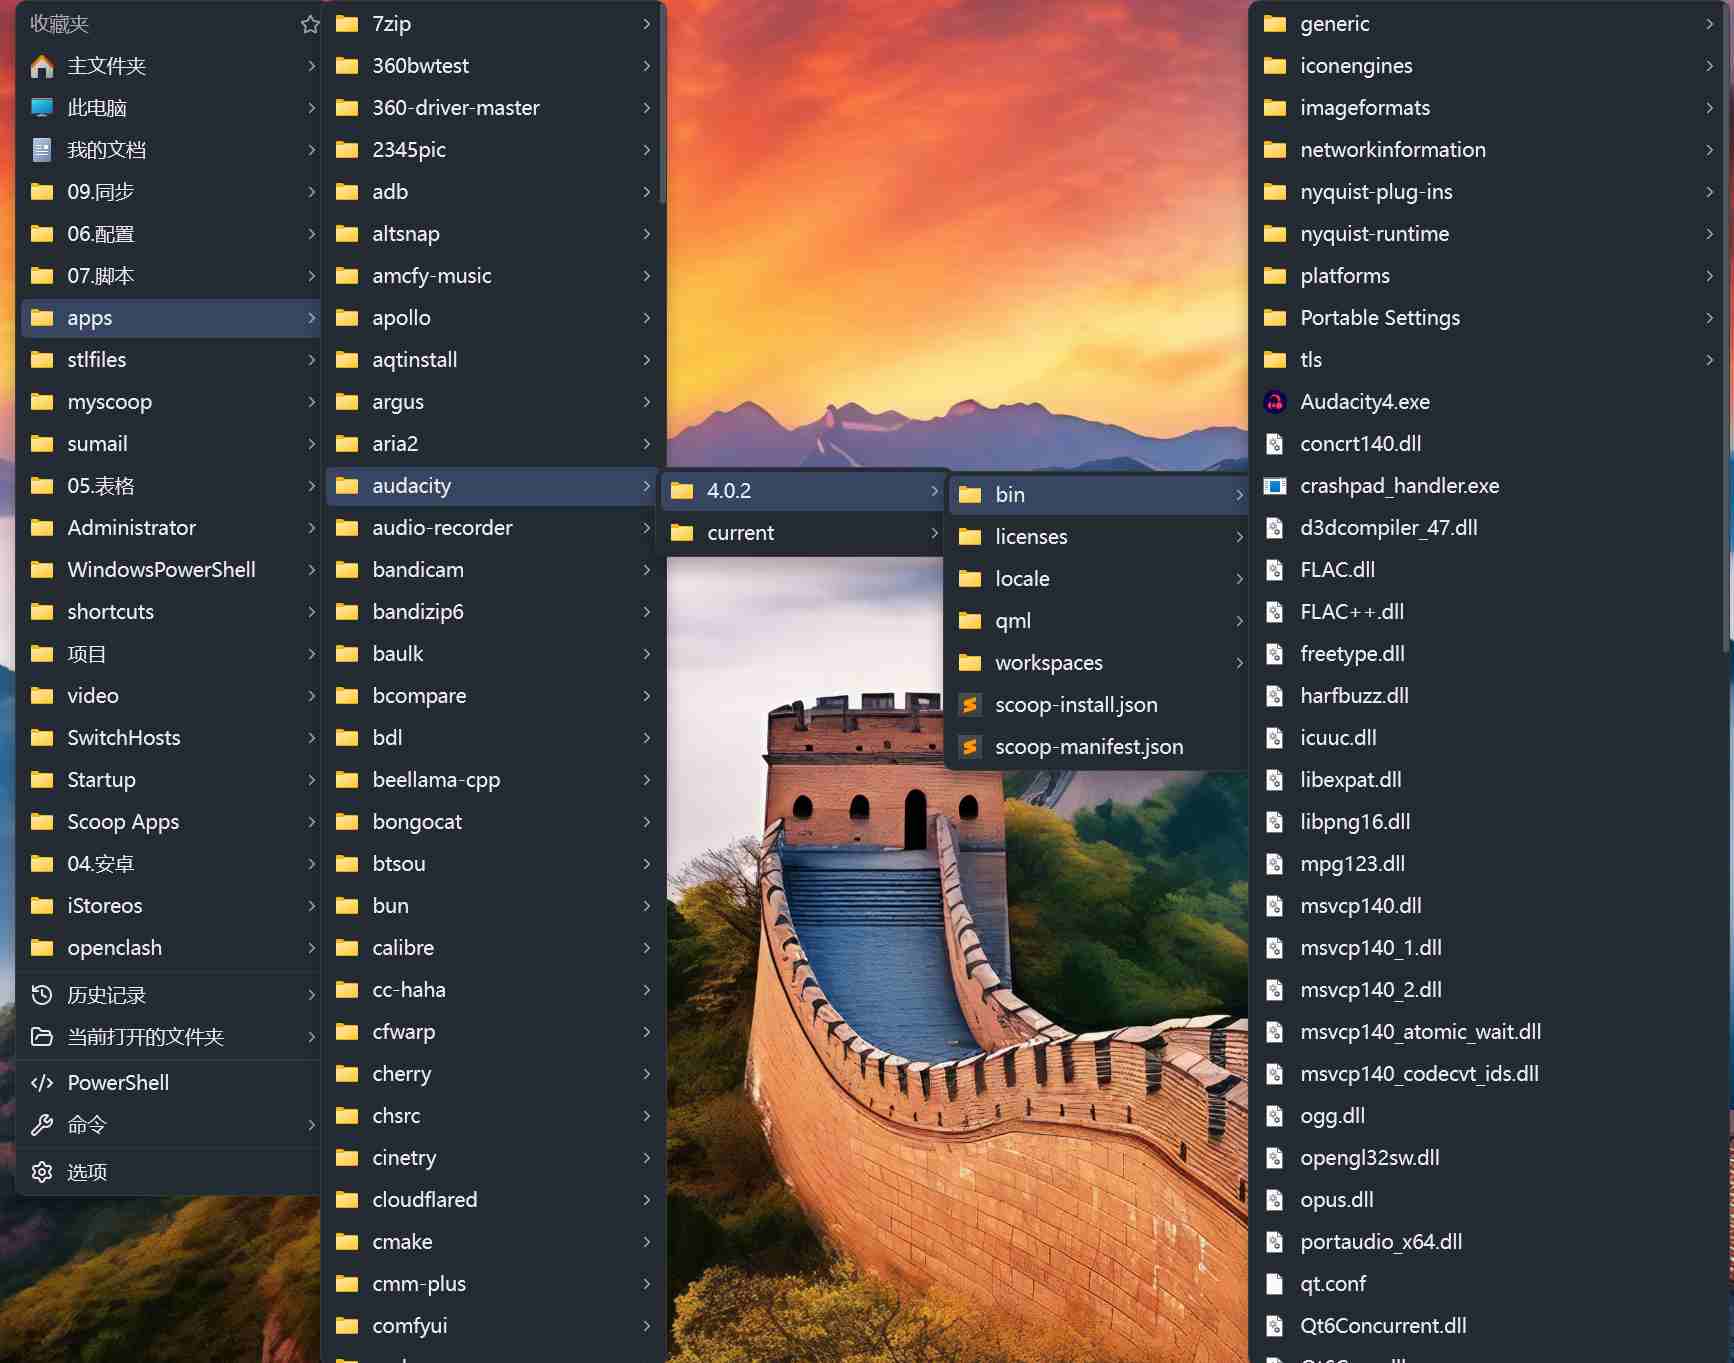 收藏夹
主文件夹
此电脑
我的文档
09.同步
06.配置
07.脚本
apps
stlfiles
myscoop
sumail
05.表格
Administrator
WindowsPowerShell
shortcuts
项目
video
SwitchHosts
Startup
Scoop Apps
04.安卓
iStoreos
openclash
历史记录
当前打开的文件夹
PowerShell
命令
选项
7zip
360bwtest
360-driver-master
2345pic
adb
altsnap
amcfy-music
apollo
aqtinstall
argus
aria2
audacity
audio-recorder
bandicam
bandizip6
baulk
bcompare
bdl
beellama-cpp
bongocat
btsou
bun
calibre
cc-haha
cfwarp
cherry
chsrc
cinetry
cloudflared
cmake
cmm-plus
comfyui
4.0.2
current
bin
licenses
locale
qml
workspaces
scoop-install.json
scoop-manifest.json
generic
iconengines
imageformats
networkinformation
nyquist-plug-ins
nyquist-runtime
platforms
Portable Settings
tls
Audacity4.exe
concrt140.dll
crashpad_handler.exe
d3dcompiler_47.dll
FLAC.dll
FLAC++.dll
freetype.dll
harfbuzz.dll
icuuc.dll
libexpat.dll
libpng16.dll
mpg123.dll
msvcp140.dll
msvcp140_1.dll
msvcp140_2.dll
msvcp140_atomic_wait.dll
msvcp140_codecvt_ids.dll
ogg.dll
opengl32sw.dll
opus.dll
portaudio_x64.dll
qt.conf
Qt6Concurrent.dll